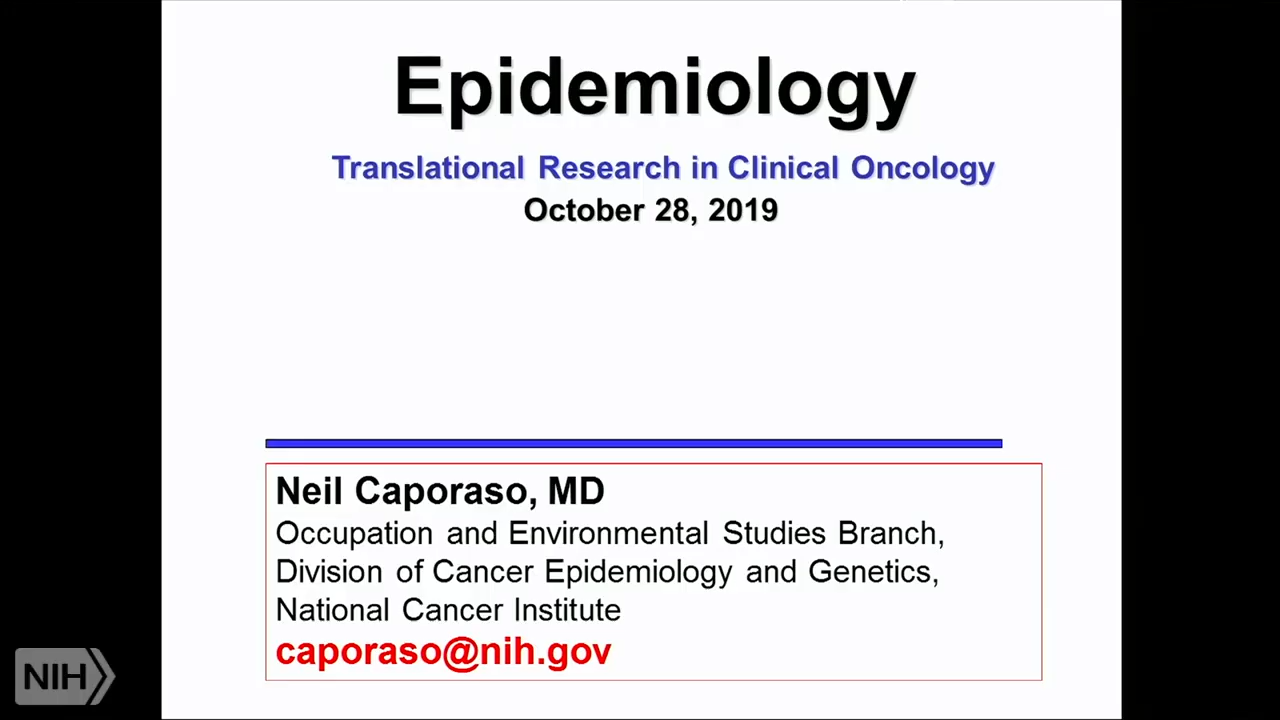 Epidemiology
Translational Research in Clinical Oncology
October 28, 2019
Neil Caporaso, MD
Occupation and Environmental Studies Branch,
Division of Cancer Epidemiology and Genetics,
National Cancer Institute
caporaso@nih.gov
NIH